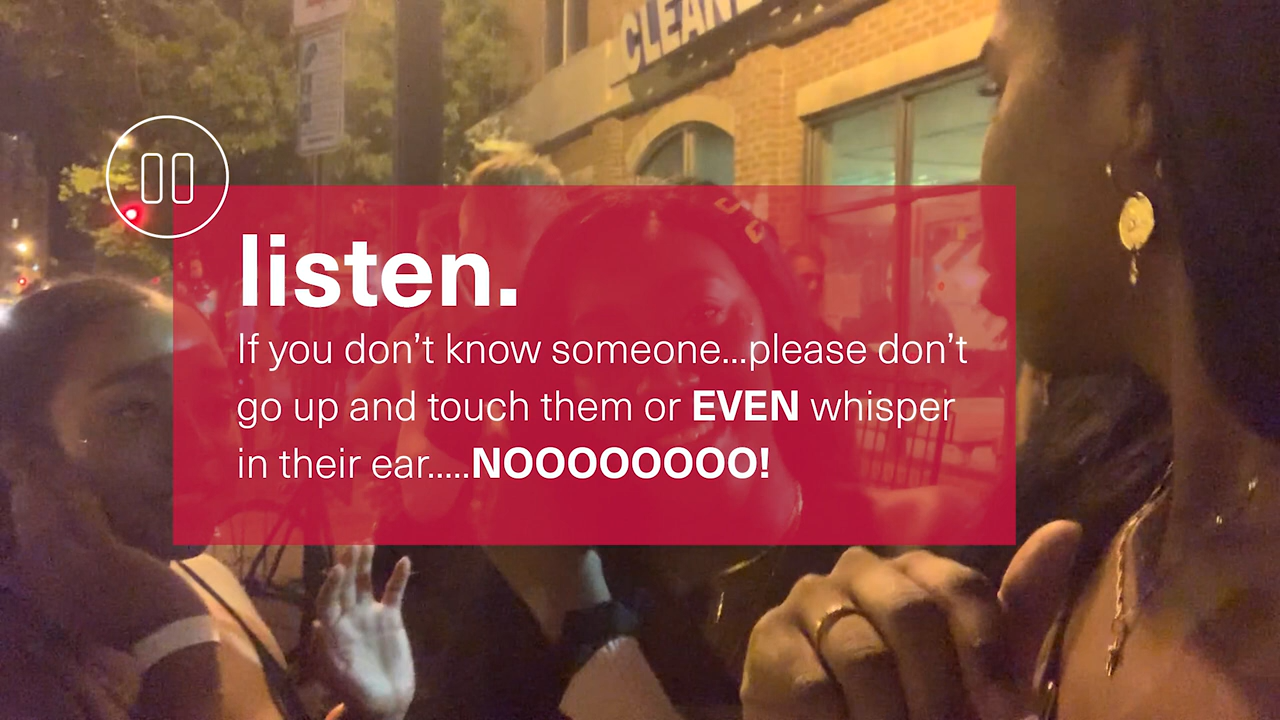 CLEANE
listen.
If you don’t know someone...please don’t
go up and touch them or EVEN whisper
in their ear.....NOOOOOOOO!